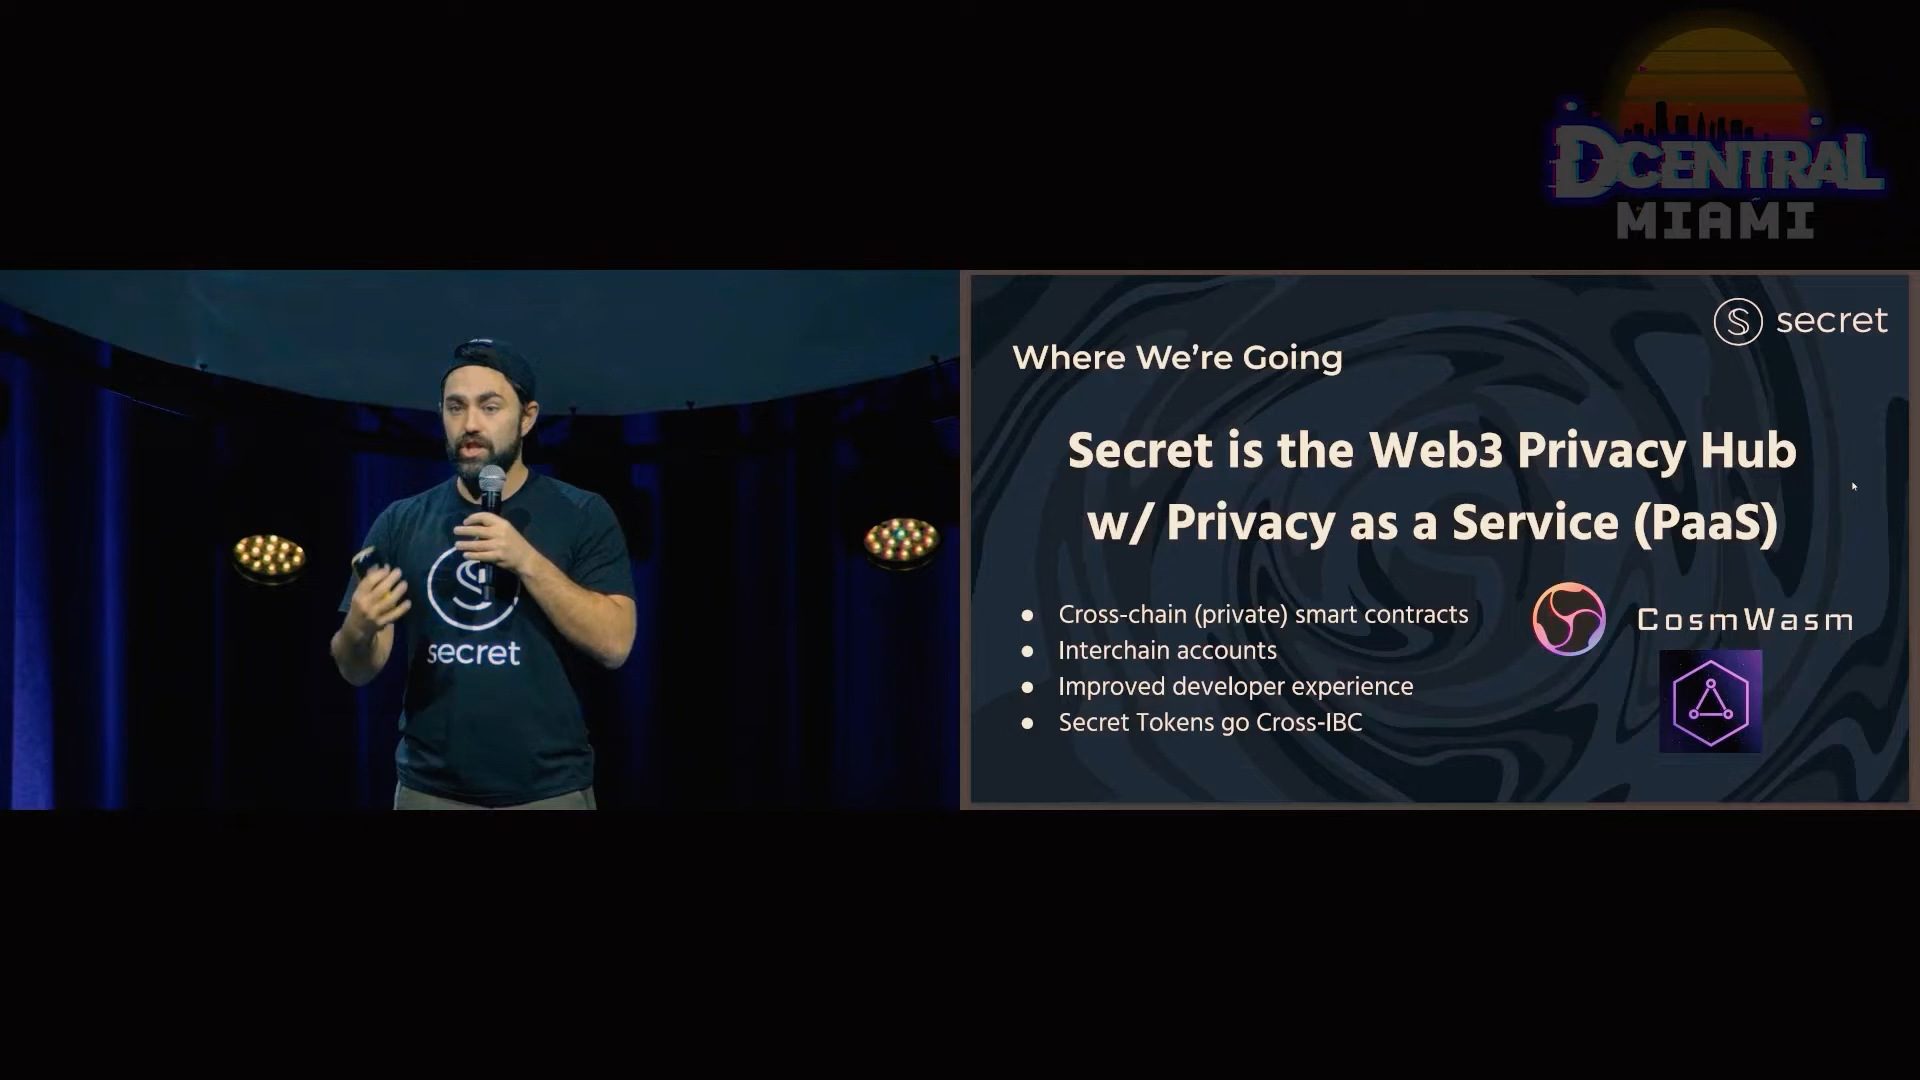 DCENTRAL
MIAMI
secret
Where We’re Going
Secret is the Web3 Privacy Hub
w/ Privacy as a Service (PaaS)
● Cross-chain (private) smart contracts
● Interchain accounts
● Improved developer experience
● Secret Tokens go Cross-IBC
CosmWasm
secret